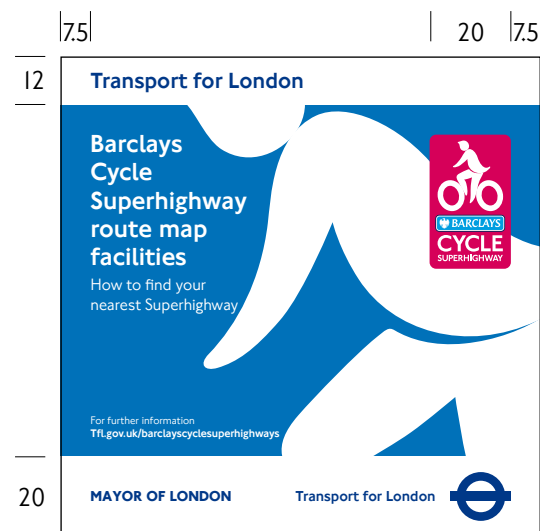 7.5
20
7.5
12
Transport for London
Barclays
Cycle
Superhighway
route map
facilities
How to find your
nearest Superhighway
BARCLAYS
CYCLE
SUPERHIGHWAY
For further information
Tfl.gov.uk/barclayscyclesuperhighways
20
MAYOR OF LONDON
Transport for London